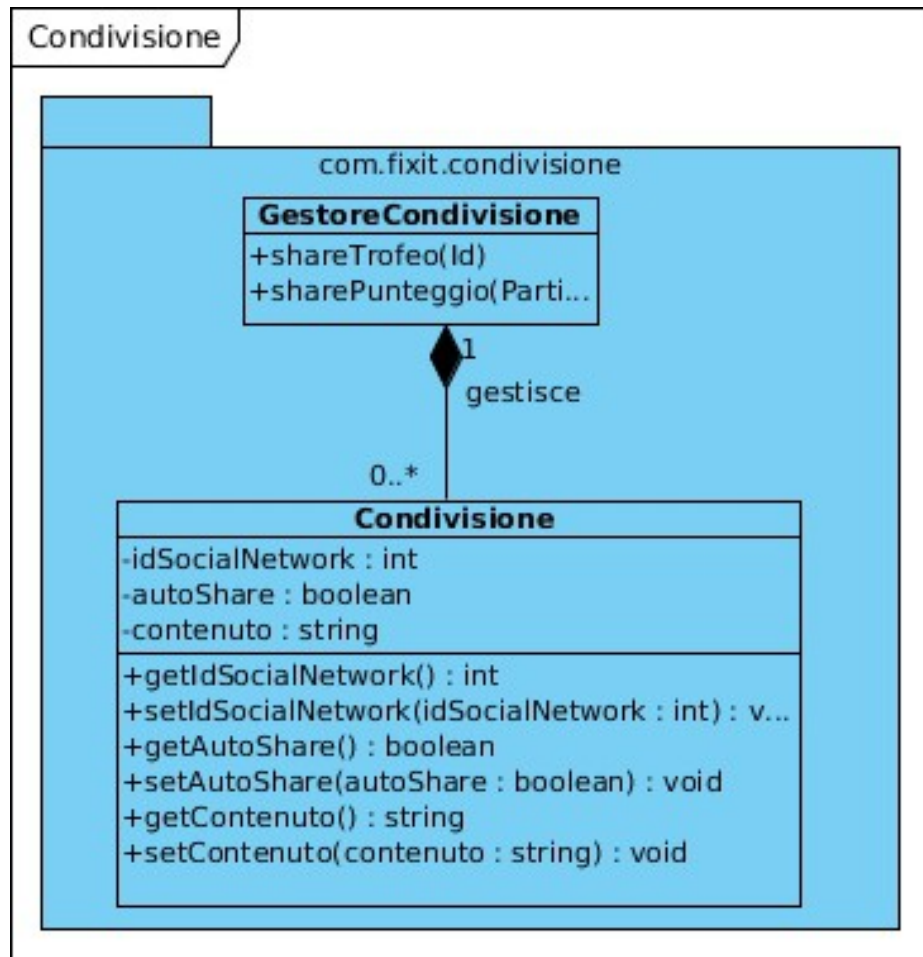 Condivisione
com.fixit.condivisione
GestoreCondivisione
+shareTrofeo(Id)
+sharePunteggio(Parti...
1
gestisce
0..*
Condivisione
-idSocialNetwork : int
-autoShare : boolean
-contenuto : string
+getIdSocialNetwork() : int
+setIdSocialNetwork(idSocialNetwork : int) : v...
+getAutoShare() : boolean
+setAutoShare(autoShare : boolean) : void
+getContenuto() : string
+setContenuto(contenuto : string) : void